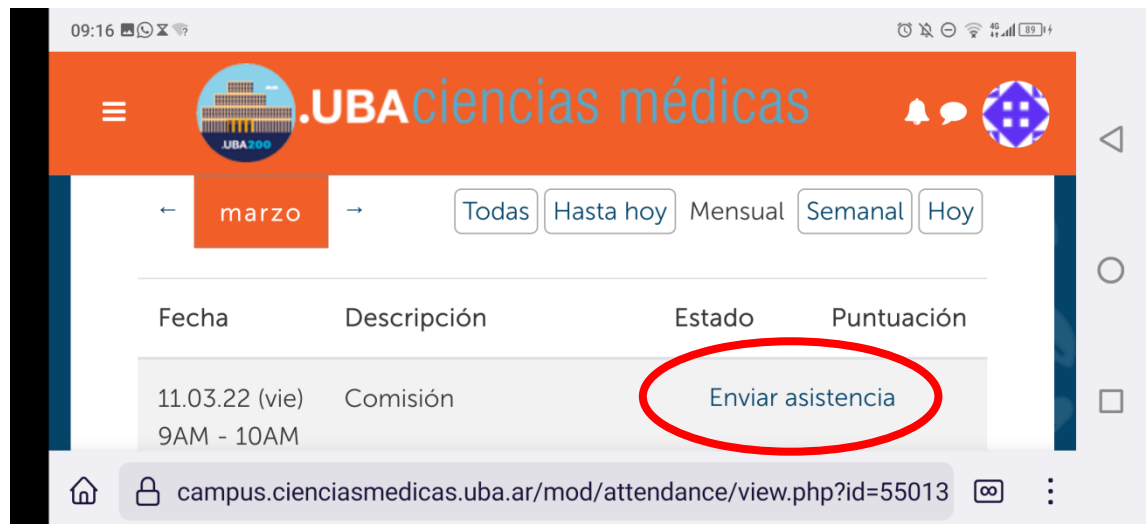 09:16
4G 89
.UBA200
.UBAciencias médicas
← marzo → Todas Hasta hoy Mensual Semanal Hoy
Fecha Descripción Estado Puntuación
11.03.22 (vie) Comisión Enviar asistencia
9AM - 10AM
campus.cienciasmedicas.uba.ar/mod/attendance/view.php?id=55013